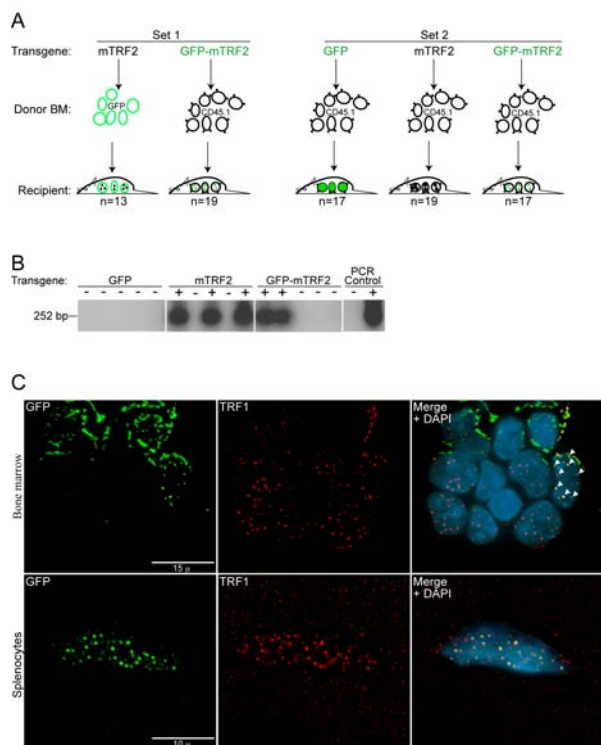 A
Set 1
Set 2
Transgene: mTRF2 GFP-mTRF2 GFP mTRF2 GFP-mTRF2
Donor BM: GFP CD45.1 CD45.1 CD45.1 CD45.1
Recipient:
n=13 n=19 n=17 n=19 n=17
B
Transgene: GFP mTRF2 GFP-mTRF2 PCR Control
- - - - - + - + - + + + - - - - +
252 bp
C
GFP TRF1 Merge + DAPI
Bone marrow
15 µ
GFP TRF1 Merge + DAPI
Splenocytes
10 µ